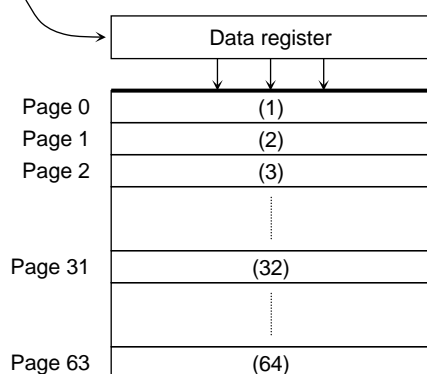 Data register
Page 0 (1)
Page 1 (2)
Page 2 (3)
Page 31 (32)
Page 63 (64)